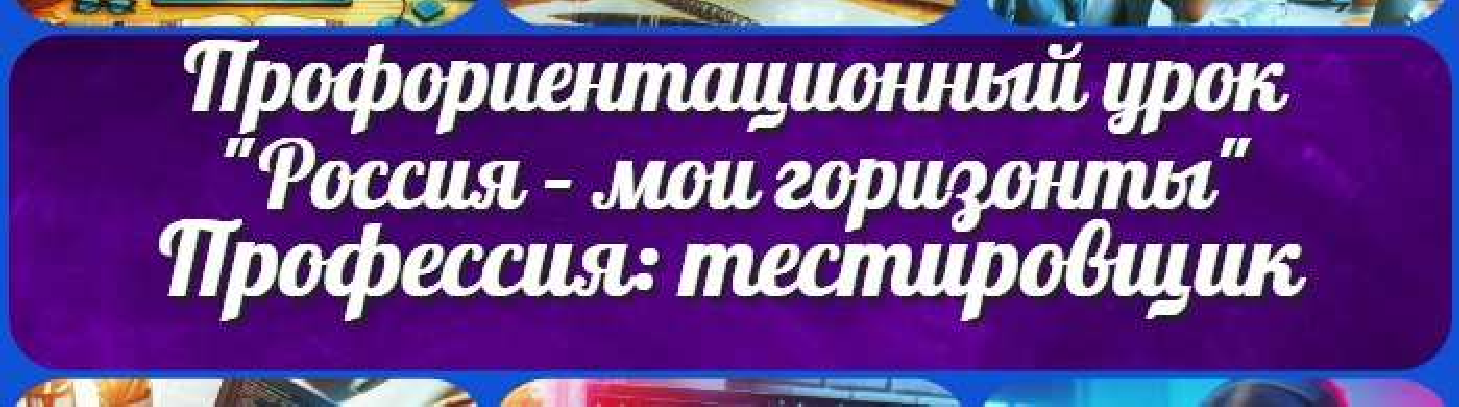 Профориентационный урок
"Россия - мои горизонты"
Профессия: тестировщик